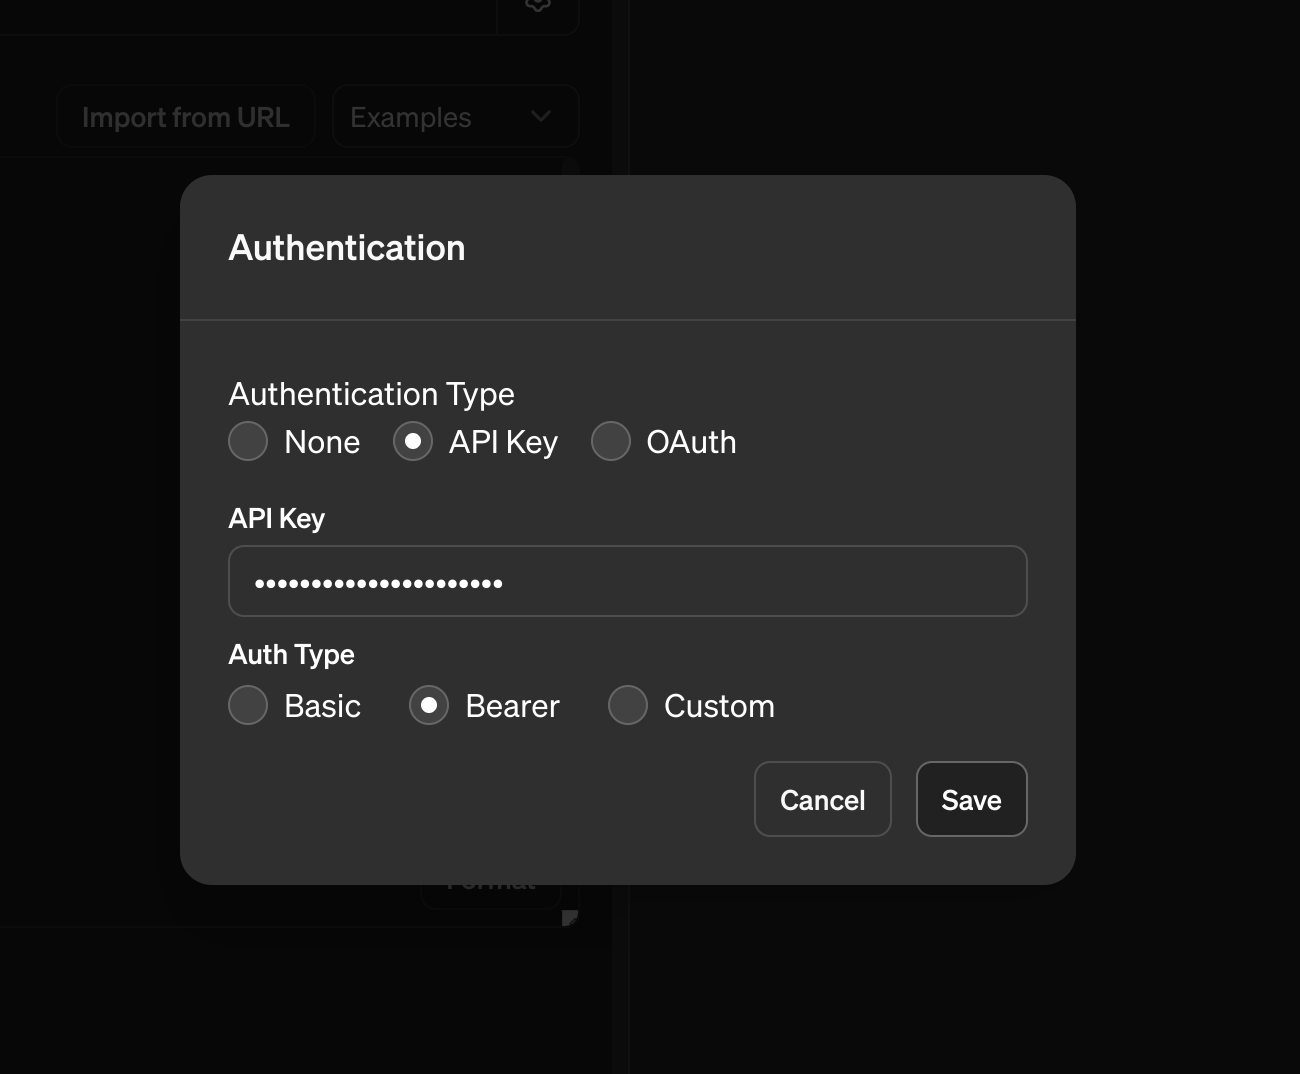 Import from URL
Examples
Authentication
Authentication Type
None
API Key
OAuth
API Key
••••••••••••••••••••••
Auth Type
Basic
Bearer
Custom
Cancel
Save
Format